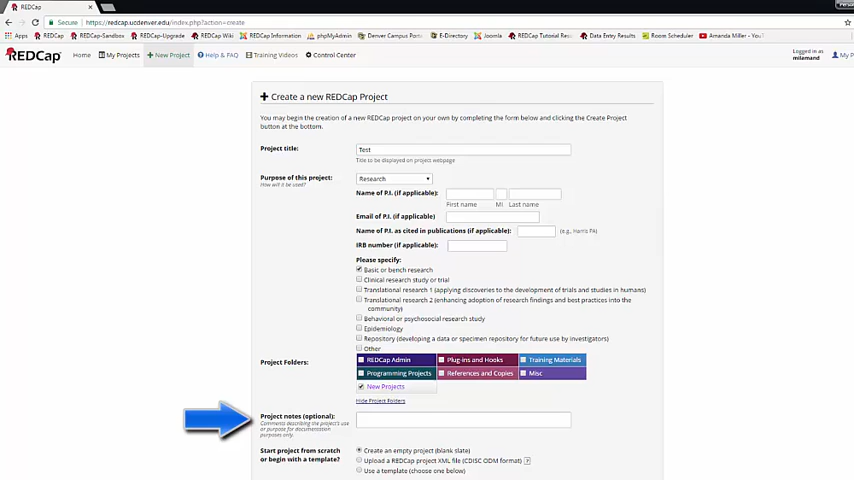 REDCap
Secure | https://redcap.ucdenver.edu/index.php?action=create
Apps REDCap REDCap-Sandbox REDCap-Upgrade REDCap Wiki REDCap Information phpMyAdmin Denver Campus Port E-Directory Joomla REDCap Tutorial Res Data Entry Results Room Scheduler Amanda Miller - You
REDCap Home My Projects New Project Help & FAQ Training Videos Control Center
Logged in as
milamand
My P
Create a new REDCap Project
You may begin the creation of a new REDCap project on your own by completing the form below and clicking the Create Project
button at the bottom.
Project title: Test
Title to be displayed on project webpage
Purpose of this project: Research
How will it be used?
Name of P.I. (if applicable):
First name MI Last name
Email of P.I. (if applicable)
Name of P.I. as cited in publications (if applicable): (e.g., Harris PA)
IRB number (if applicable):
Please specify:
Basic or bench research
Clinical research study or trial
Translational research 1 (applying discoveries to the development of trials and studies in humans)
Translational research 2 (enhancing adoption of research findings and best practices into the
community)
Behavioral or psychosocial research study
Epidemiology
Repository (developing a data or specimen repository for future use by investigators)
Other
Project Folders: REDCap Admin Plug-ins and Hooks Training Materials
Programming Projects References and Copies Misc
New Projects
Hide Project Folders
Project notes (optional):
Comments describing the project's use
or purpose for documentation
purposes only.
Start project from scratch
or begin with a template?
Create an empty project (blank slate)
Upload a REDCap project XML file (CDISC ODM format) ?
Use a template (choose one below)